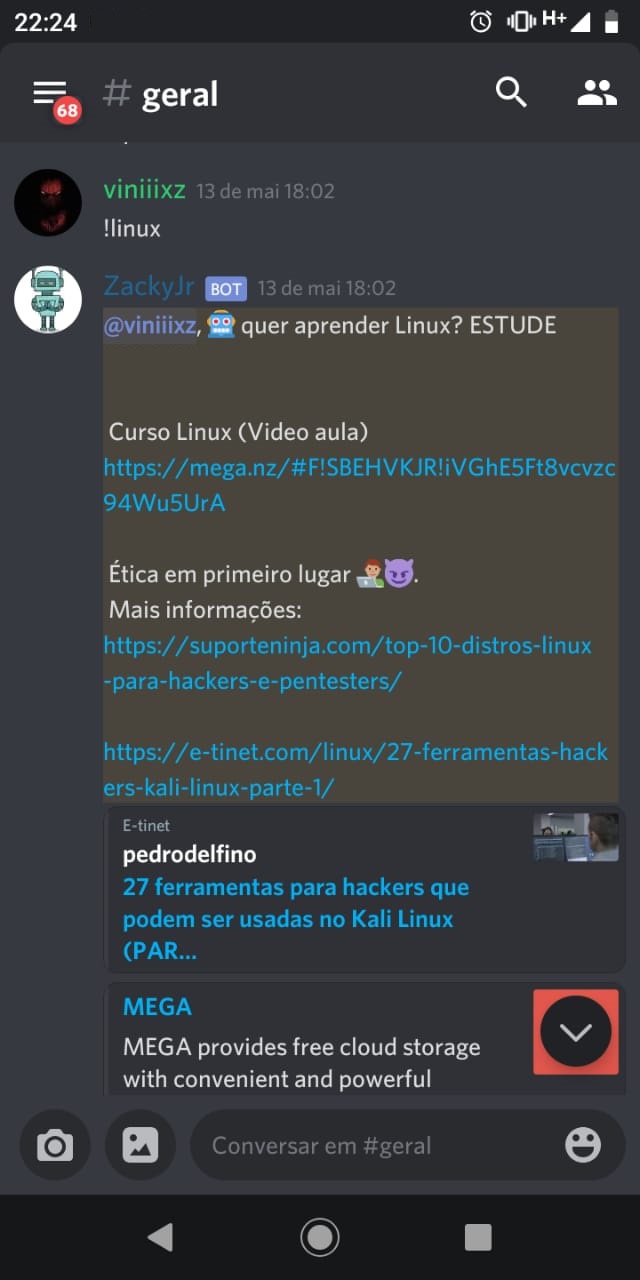 22:24
H+
# geral
68
viniiixz 13 de mai 18:02
!linux
ZackyJr BOT 13 de mai 18:02
@viniiixz, 🤖 quer aprender Linux? ESTUDE
Curso Linux (Video aula)
https://mega.nz/#F!SBEHVKJR!iVGhE5Ft8vcvzc
94Wu5UrA
Ética em primeiro lugar 👨🏼‍💻😈.
Mais informações:
https://suporteninja.com/top-10-distros-linux
-para-hackers-e-pentesters/
https://e-tinet.com/linux/27-ferramentas-hack
ers-kali-linux-parte-1/
E-tinet
pedrodelfino
27 ferramentas para hackers que
podem ser usadas no Kali Linux
(PAR...
MEGA
MEGA provides free cloud storage
with convenient and powerful
Conversar em #geral